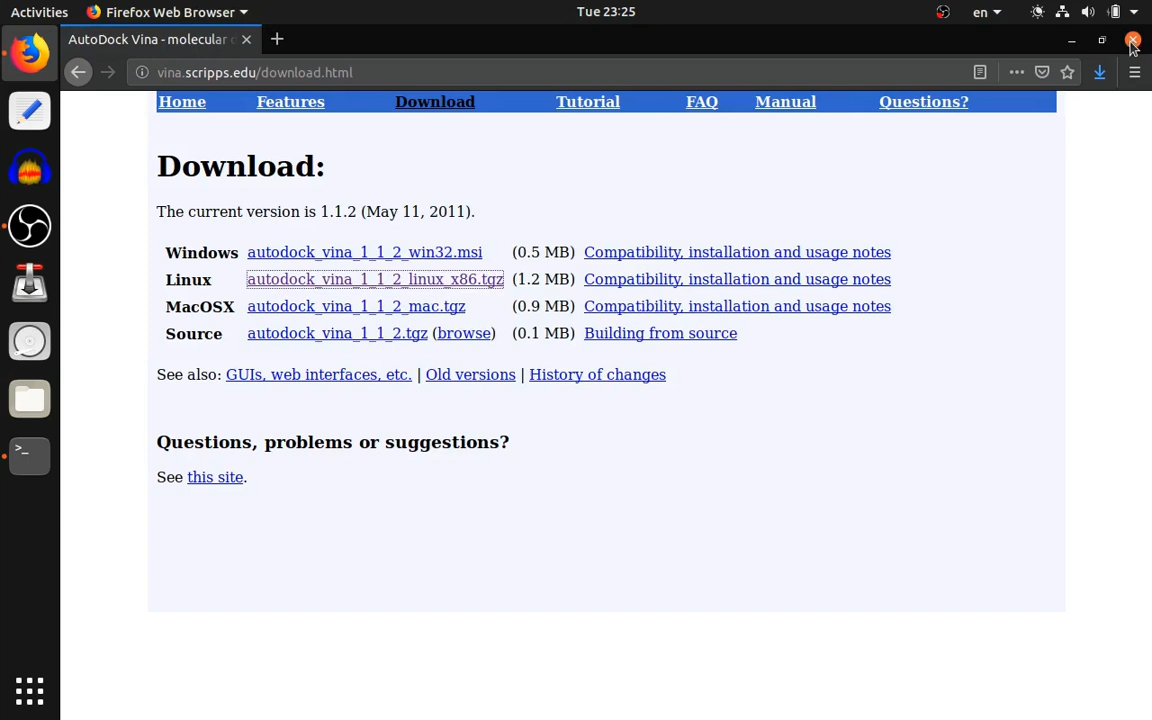 Activities Firefox Web Browser Tue 23:25 en
AutoDock Vina - molecular
vina.scripps.edu/download.html
Home Features Download Tutorial FAQ Manual Questions?
Download:
The current version is 1.1.2 (May 11, 2011).
Windows autodock_vina_1_1_2_win32.msi (0.5 MB) Compatibility, installation and usage notes
Linux autodock_vina_1_1_2_linux_x86.tgz (1.2 MB) Compatibility, installation and usage notes
MacOSX autodock_vina_1_1_2_mac.tgz (0.9 MB) Compatibility, installation and usage notes
Source autodock_vina_1_1_2.tgz (browse) (0.1 MB) Building from source
See also: GUIs, web interfaces, etc. | Old versions | History of changes
Questions, problems or suggestions?
See this site.